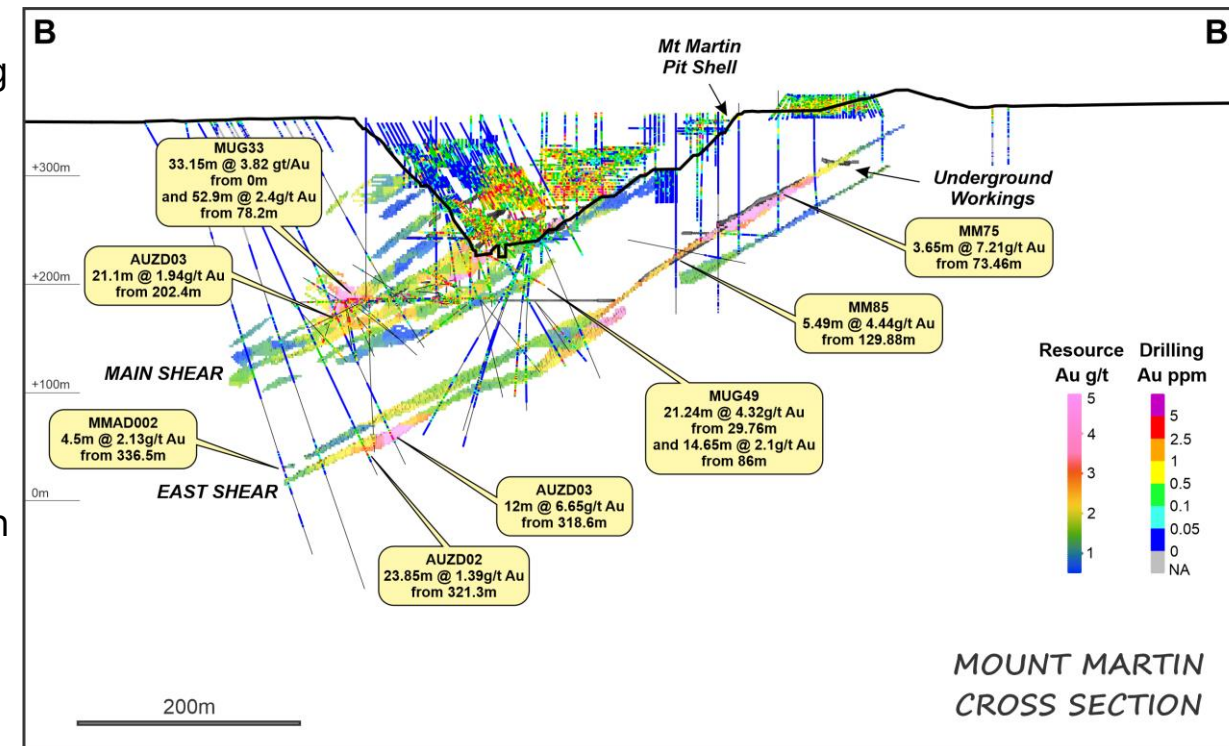 B
B
g
n
Mt Martin
Pit Shell
+300m
+200m
+100m
0m
MUG33
33.15m @ 3.82 gt/Au
from 0m
and 52.9m @ 2.4g/t Au
from 78.2m
AUZD03
21.1m @ 1.94g/t Au
from 202.4m
MAIN SHEAR
MMAD002
4.5m @ 2.13g/t Au
from 336.5m
EAST SHEAR
AUZD02
23.85m @ 1.39g/t Au
from 321.3m
AUZD03
12m @ 6.65g/t Au
from 318.6m
MUG49
21.24m @ 4.32g/t Au
from 29.76m
and 14.65m @ 2.1g/t Au
from 86m
MM85
5.49m @ 4.44g/t Au
from 129.88m
MM75
3.65m @ 7.21g/t Au
from 73.46m
Underground
Workings
Resource
Au g/t
5
4
3
2
1
Drilling
Au ppm
5
2.5
1
0.5
0.1
0.05
0
NA
200m
MOUNT MARTIN
CROSS SECTION